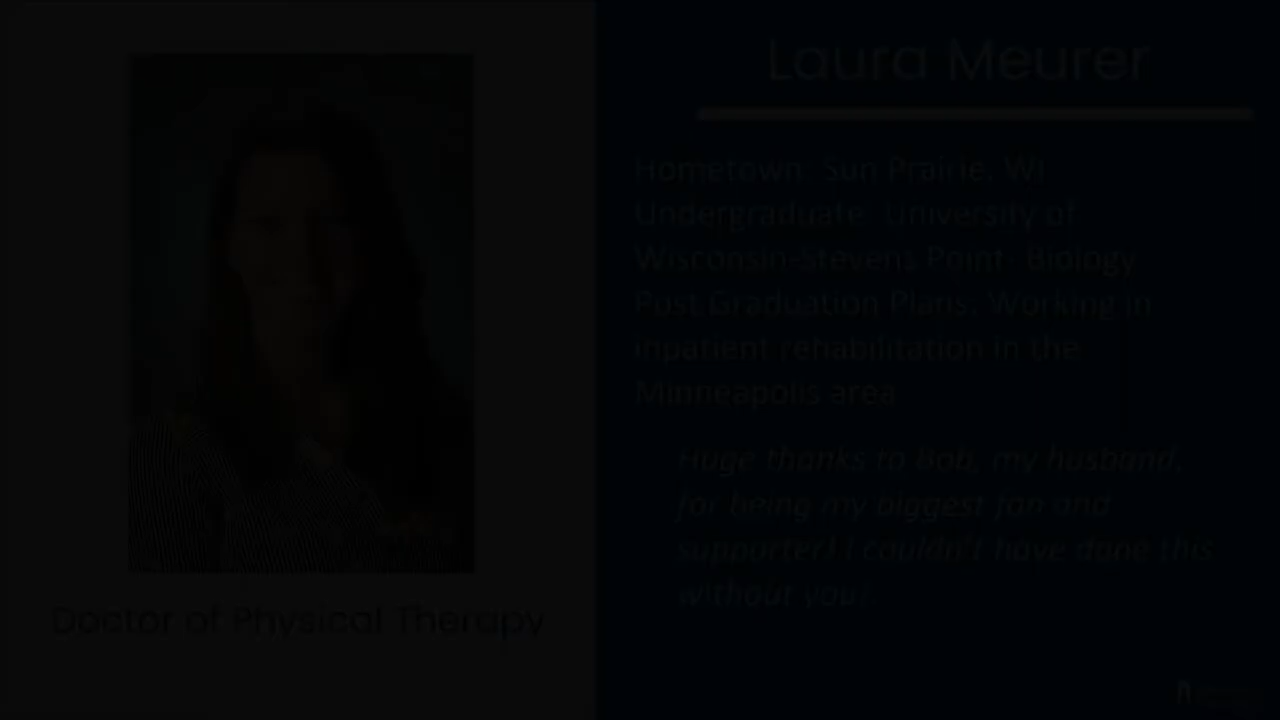 Laura Meurer
Hometown: Sun Prairie, WI
Undergraduate: University of
Wisconsin-Stevens Point- Biology
Post Graduation Plans: Working in
inpatient rehabilitation in the
Minneapolis area
Huge thanks to Bob, my husband,
for being my biggest fan and
supporter! I couldn't have done this
without you!
Doctor of Physical Therapy